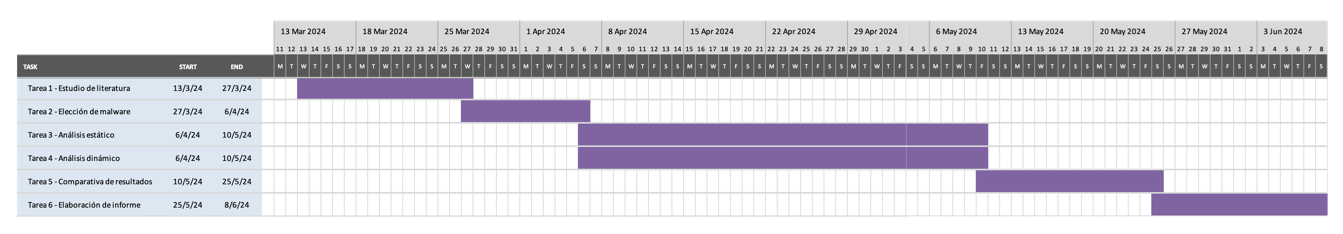 13 Mar 2024 18 Mar 2024 25 Mar 2024 1 Apr 2024 8 Apr 2024 15 Apr 2024 22 Apr 2024 29 Apr 2024 6 May 2024 13 May 2024 20 May 2024 27 May 2024 3 Jun 2024
11 12 13 14 15 16 17 18 19 20 21 22 23 24 25 26 27 28 29 30 31 1 2 3 4 5 6 7 8 9 10 11 12 13 14 15 16 17 18 19 20 21 22 23 24 25 26 27 28 29 30 1 2 3 4 5 6 7 8 9 10 11 12 13 14 15 16 17 18 19 20 21 22 23 24 25 26 27 28 29 30 31 1 2 3 4 5 6 7 8
TASK START END M T W T F S S M T W T F S S M T W T F S S M T W T F S S M T W T F S S M T W T F S S M T W T F S S M T W T F S S M T W T F S S M T W T F S S M T W T F S S M T W T F S S M T W T F S
Tarea 1 - Estudio de literatura 13/3/24 27/3/24
Tarea 2 - Elección de malware 27/3/24 6/4/24
Tarea 3 - Análisis estático 6/4/24 10/5/24
Tarea 4 - Análisis dinámico 6/4/24 10/5/24
Tarea 5 - Comparativa de resultados 10/5/24 25/5/24
Tarea 6 - Elaboración de informe 25/5/24 8/6/24